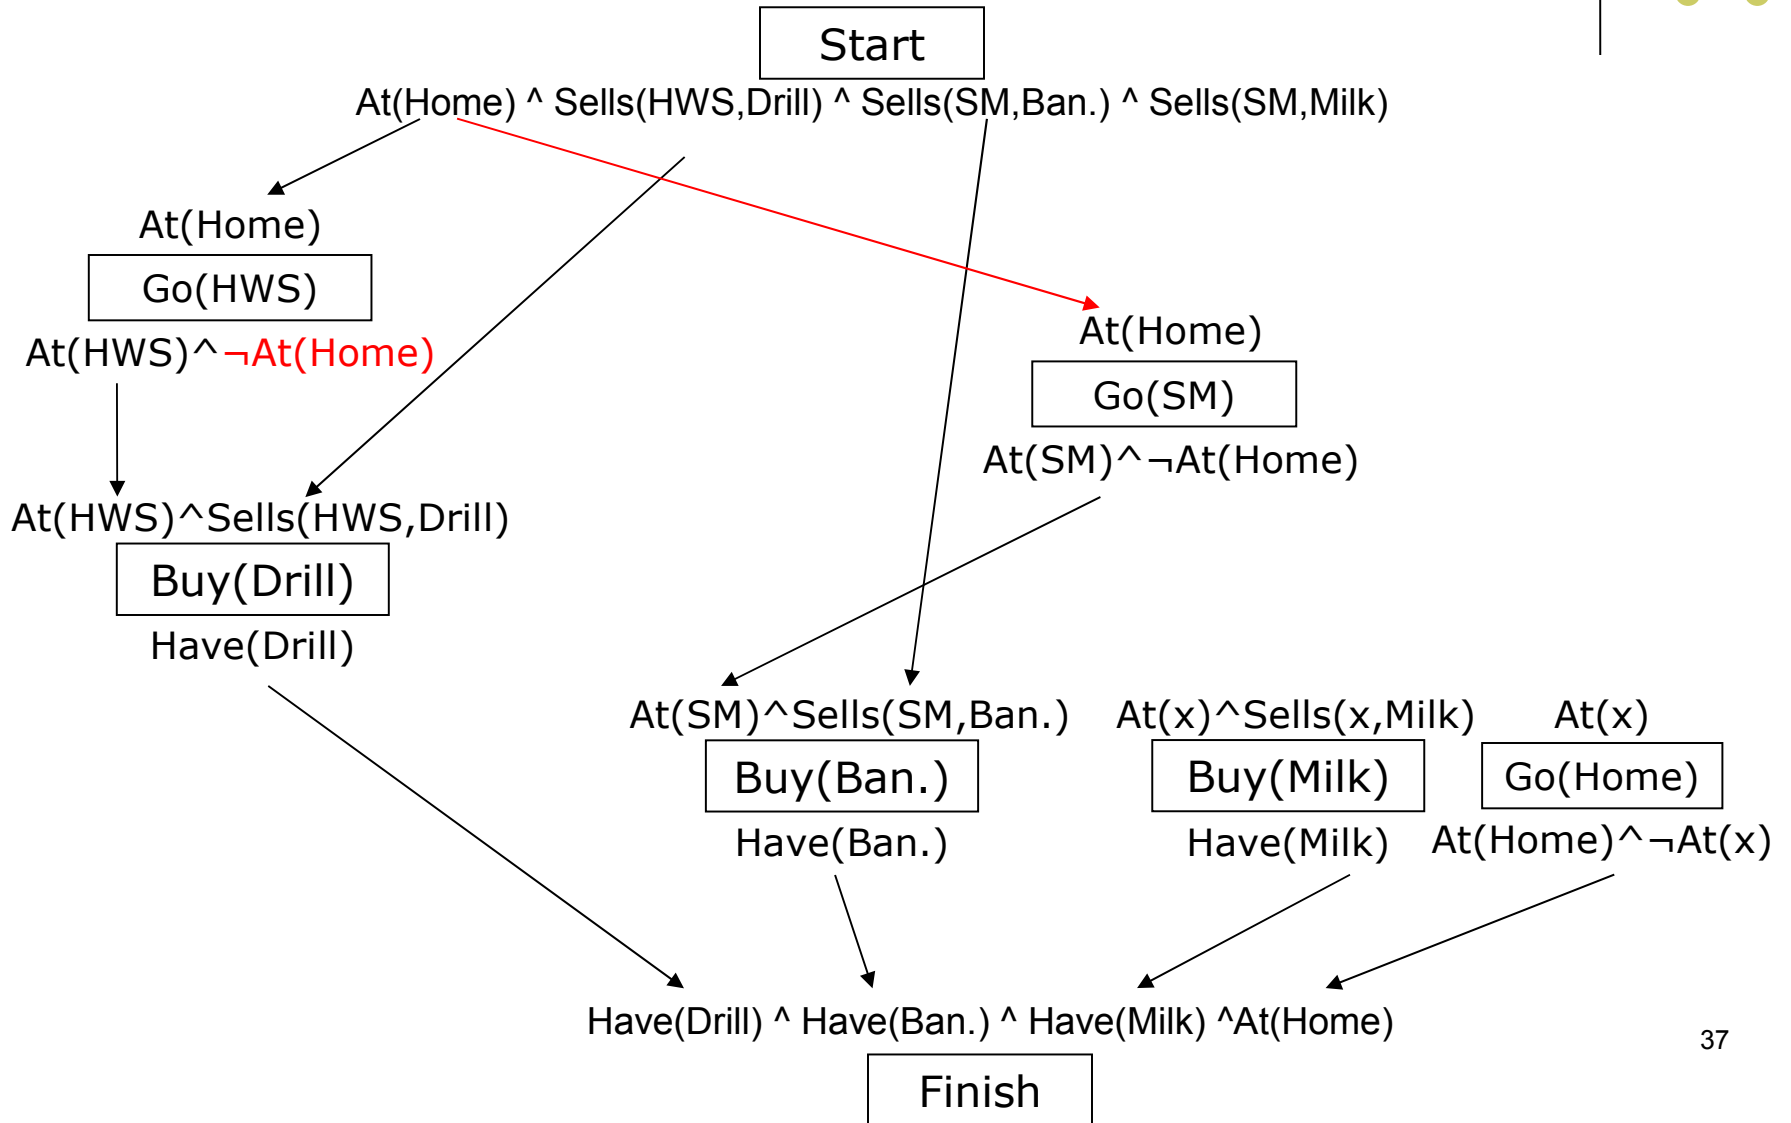 Start
At(Home) ^ Sells(HWS,Drill) ^ Sells(SM,Ban.) ^ Sells(SM,Milk)
At(Home)
Go(HWS)
At(HWS)^¬At(Home)
At(Home)
Go(SM)
At(SM)^¬At(Home)
At(HWS)^Sells(HWS,Drill)
Buy(Drill)
Have(Drill)
At(SM)^Sells(SM,Ban.)
Buy(Ban.)
Have(Ban.)
At(x)^Sells(x,Milk)
Buy(Milk)
Have(Milk)
At(x)
Go(Home)
At(Home)^¬At(x)
Have(Drill) ^ Have(Ban.) ^ Have(Milk) ^At(Home)
Finish
37